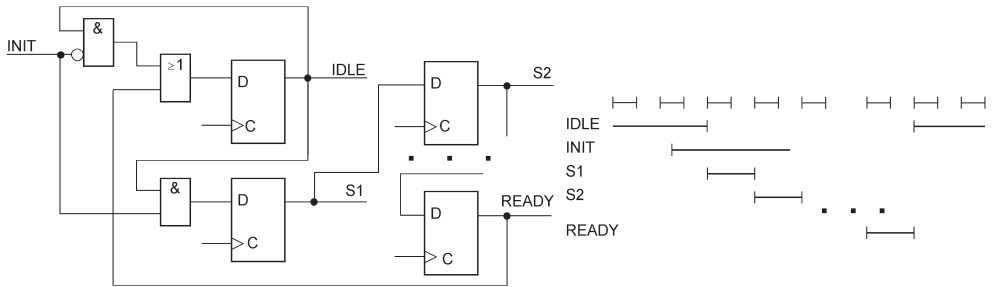 INIT
&
≥1
D
C
IDLE
&
D
C
S1
D
C
S2
D
C
READY
IDLE
INIT
S1
S2
READY